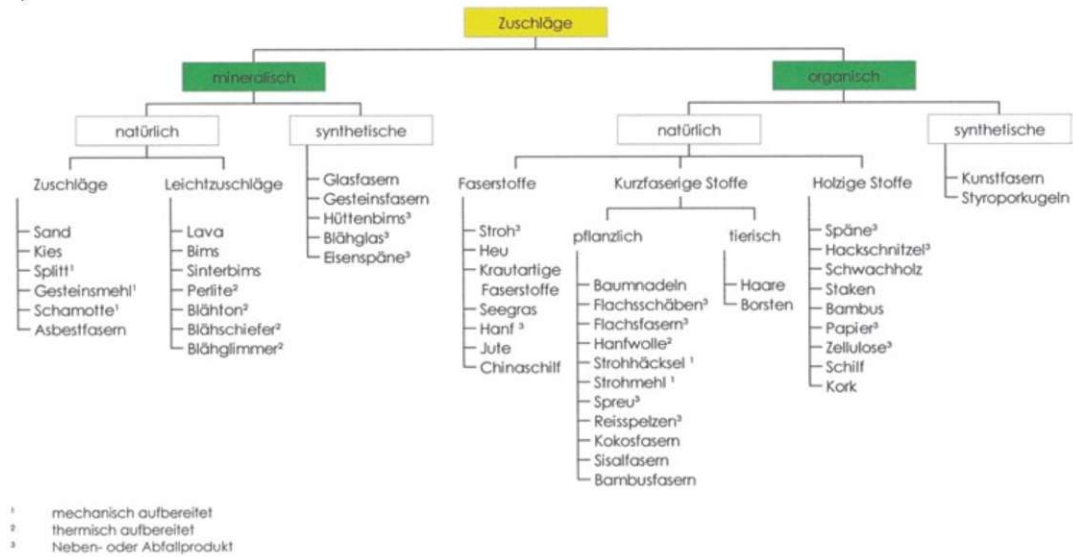 Zuschläge
mineralisch
organisch
natürlich
synthetische
natürlich
synthetische
Zuschläge
Sand
Kies
Splitt¹
Gesteinsmehl¹
Schamotte¹
Asbestfasern
Leichtzuschläge
Lava
Bims
Sinterbims
Perlite²
Blähton²
Blähschiefer²
Blähglimmer²
Glasfasern
Gesteinsfasern
Hüttenbims³
Blähglas³
Eisenspäne³
Faserstoffe
Stroh³
Heu
Krautartige
Faserstoffe
Seegras
Hanf ³
Jute
Chinaschilf
Kurzfaserige Stoffe
pflanzlich
Baumnadeln
Flachsschäben³
Flachsfasern³
Hanfwolle²
Strohhäcksel ¹
Strohmehl ¹
Spreu³
Reisspelzen³
Kokosfasern
Sisalfasern
Bambusfasern
tierisch
Haare
Borsten
Holzige Stoffe
Späne³
Hackschnitzel³
Schwachholz
Staken
Bambus
Papier³
Zellulose³
Schilf
Kork
Kunstfasern
Styroporkugeln
¹ mechanisch aufbereitet
² thermisch aufbereitet
³ Neben- oder Abfallprodukt